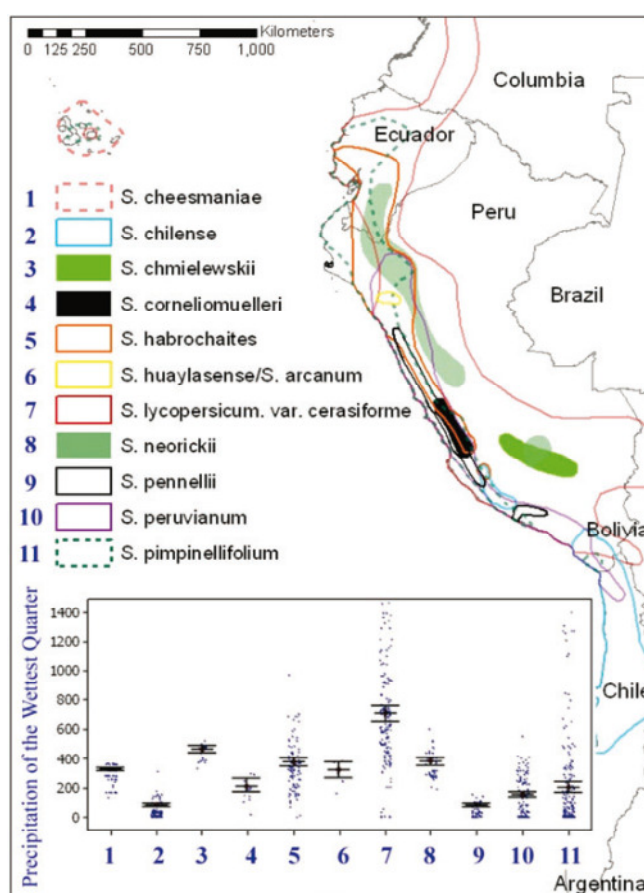 Kilometers
0 125 250 500 750 1,000
Columbia
Ecuador
Peru
Brazil
Bolivia
Chile
Argentina
1 S. cheesmaniae
2 S. chilense
3 S. chmielewskii
4 S. corneliomuelleri
5 S. habrochaites
6 S. huaylasense/S. arcanum
7 S. lycopersicum. var. cerasiforme
8 S. neorickii
9 S. pennellii
10 S. peruvianum
11 S. pimpinellifolium
Precipitation of the Wettest Quarter
1400
1200
1000
800
600
400
200
0
1 2 3 4 5 6 7 8 9 10 11